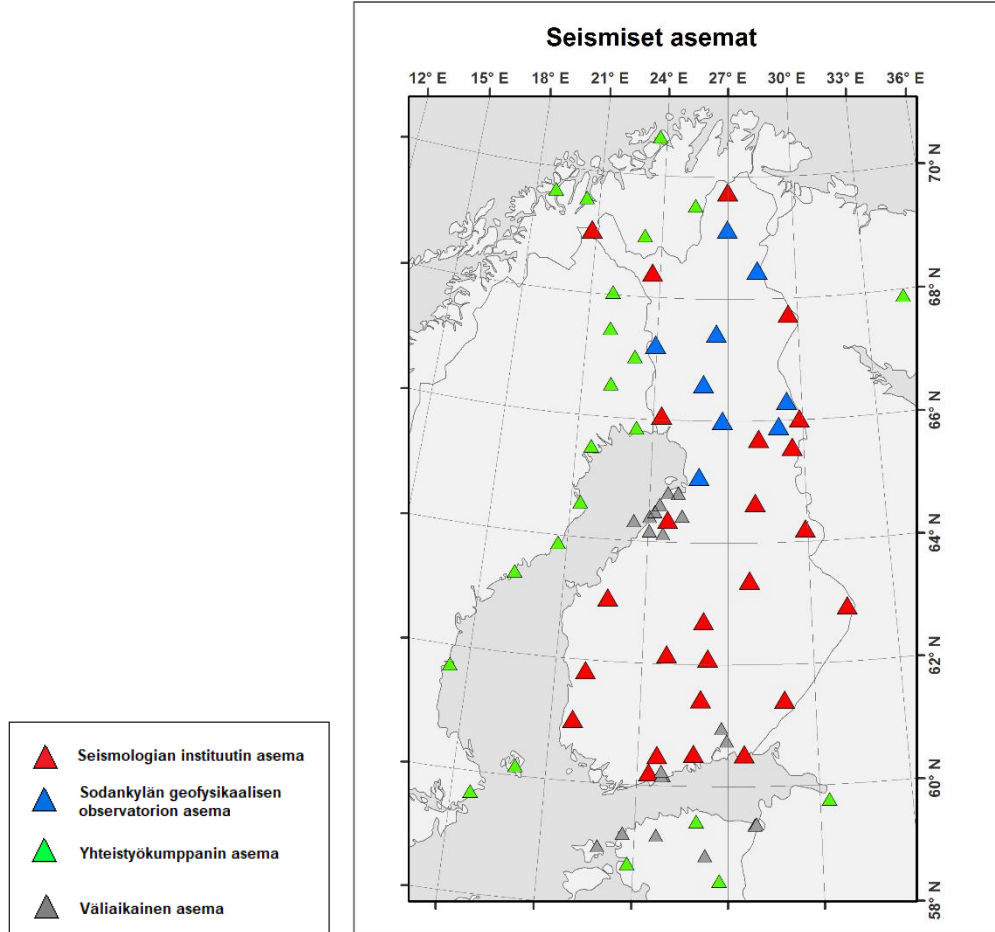 Seismiset asemat
12° E 15° E 18° E 21° E 24° E 27° E 30° E 33° E 36° E
70° N
68° N
66° N
64° N
62° N
60° N
58° N
Seismologian instituutin asema
Sodankylän geofysikaalisen
observatorion asema
Yhteistyökumppanin asema
Väliaikainen asema